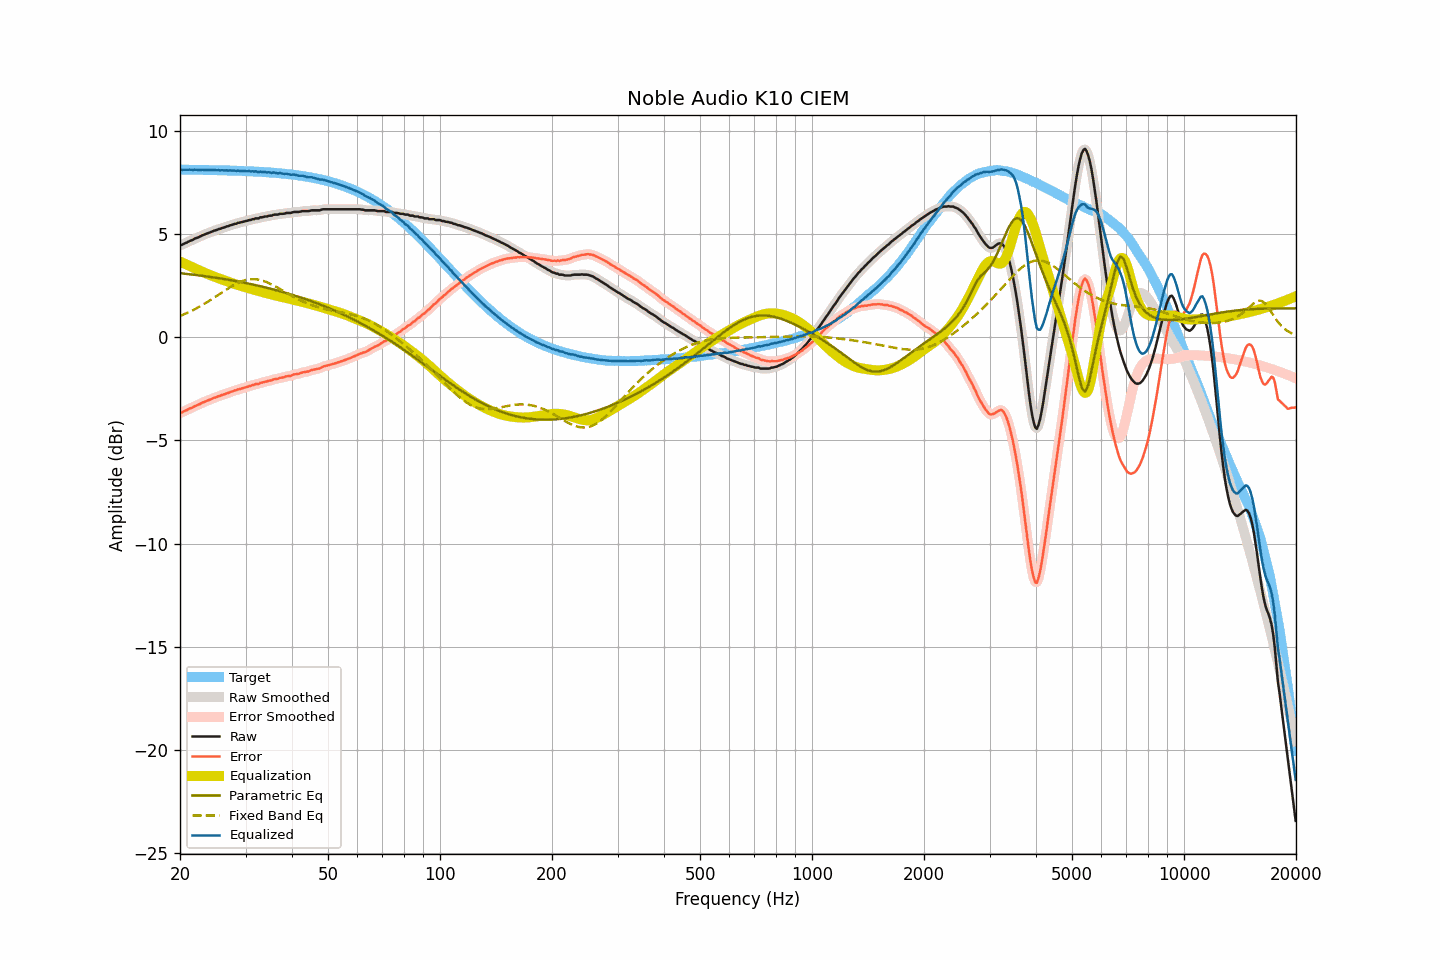 Noble Audio K10 CIEM
10
5
0
−5
−10
−15
−20
−25
Amplitude (dBr)
Target
Raw Smoothed
Error Smoothed
Raw
Error
Equalization
Parametric Eq
Fixed Band Eq
Equalized
20 50 100 200 500 1000 2000 5000 10000 20000
Frequency (Hz)